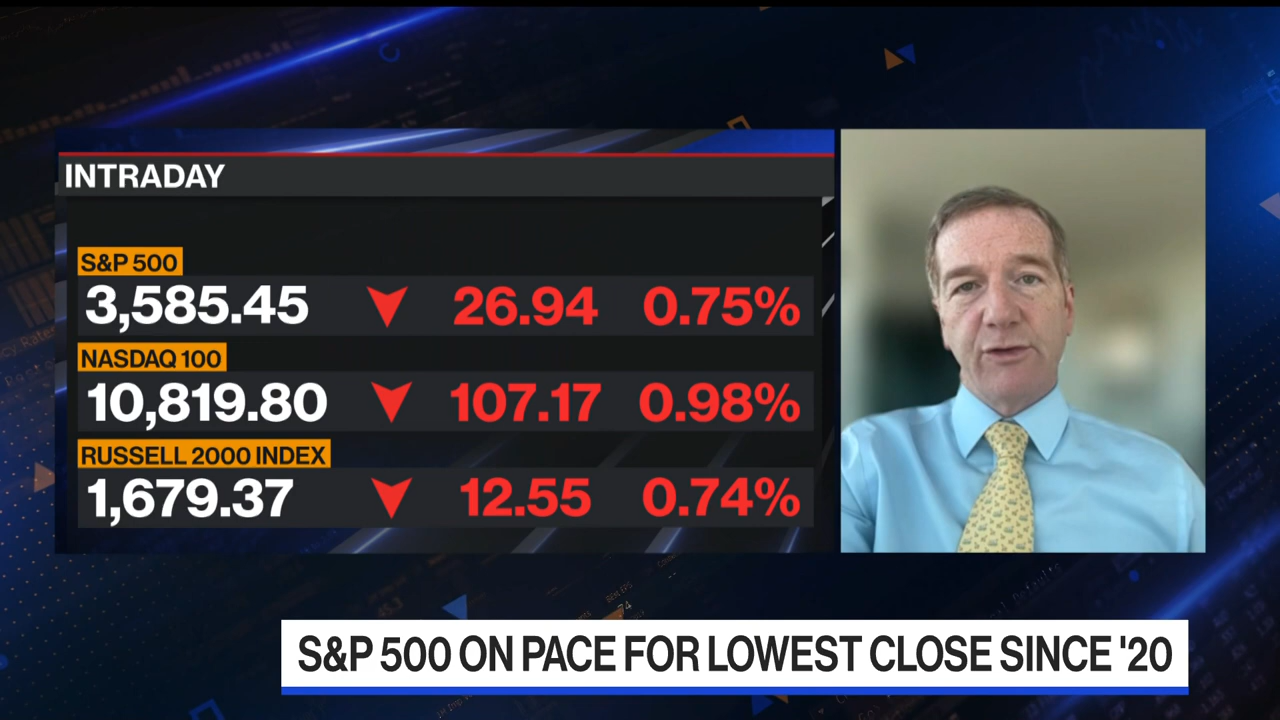 INTRADAY
S&P 500
3,585.45 26.94 0.75%
NASDAQ 100
10,819.80 107.17 0.98%
RUSSELL 2000 INDEX
1,679.37 12.55 0.74%
S&P 500 ON PACE FOR LOWEST CLOSE SINCE '20